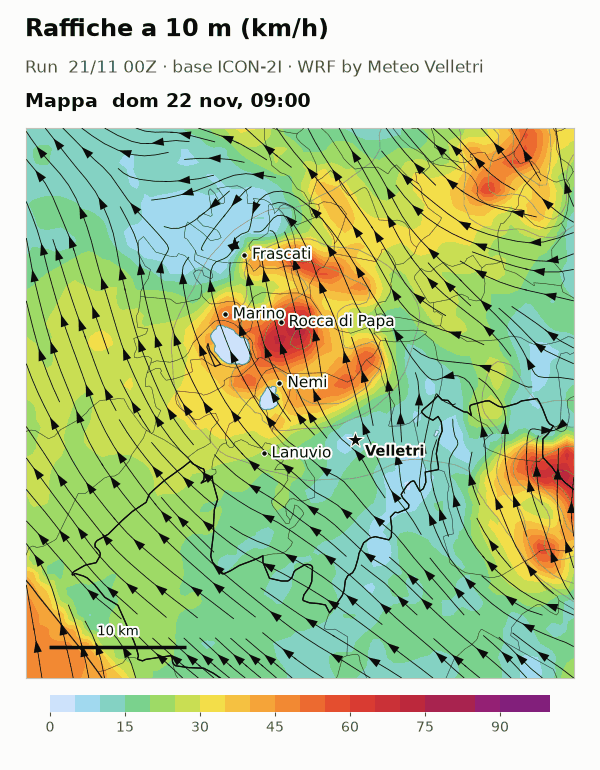 Raffiche a 10 m (km/h)
Run  21/11 00Z · base ICON-2I · WRF by Meteo Velletri
Mappa  dom 22 nov, 09:00
Frascati
Marino
Rocca di Papa
Nemi
Velletri
Lanuvio
10 km
0 15 30 45 60 75 90